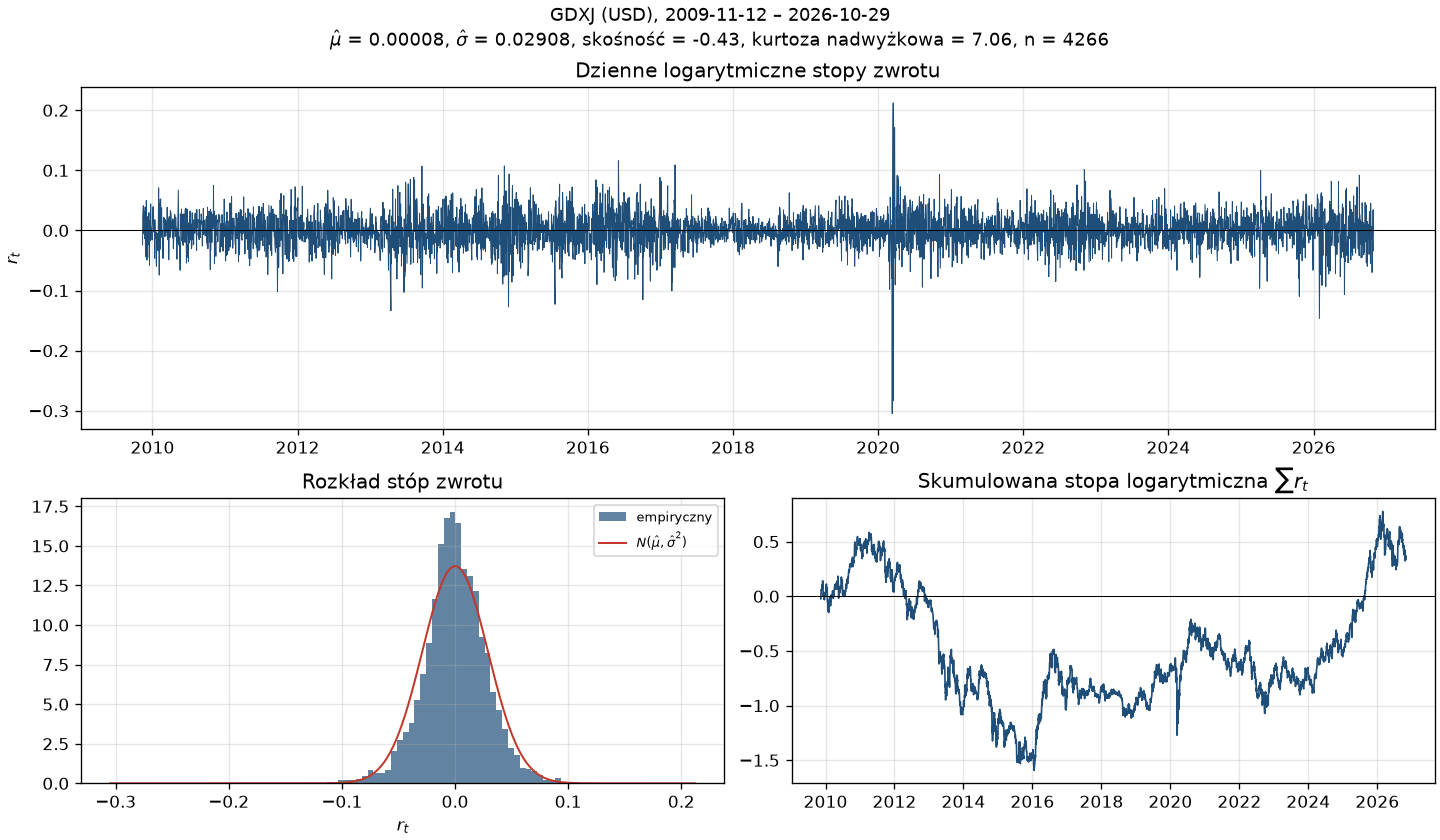 GDXJ (USD), 2009-11-12 – 2026-10-29
μ̂ = 0.00008, σ̂ = 0.02908, skośność = -0.43, kurtoza nadwyżkowa = 7.06, n = 4266
Dzienne logarytmiczne stopy zwrotu
0.2
0.1
0.0
−0.1
−0.2
−0.3
r_t
2010 2012 2014 2016 2018 2020 2022 2024 2026
Rozkład stóp zwrotu
17.5
15.0
12.5
10.0
7.5
5.0
2.5
0.0
empiryczny
N(μ̂, σ̂²)
−0.3 −0.2 −0.1 0.0 0.1 0.2
r_t
Skumulowana stopa logarytmiczna ∑r_t
0.5
0.0
−0.5
−1.0
−1.5
2010 2012 2014 2016 2018 2020 2022 2024 2026